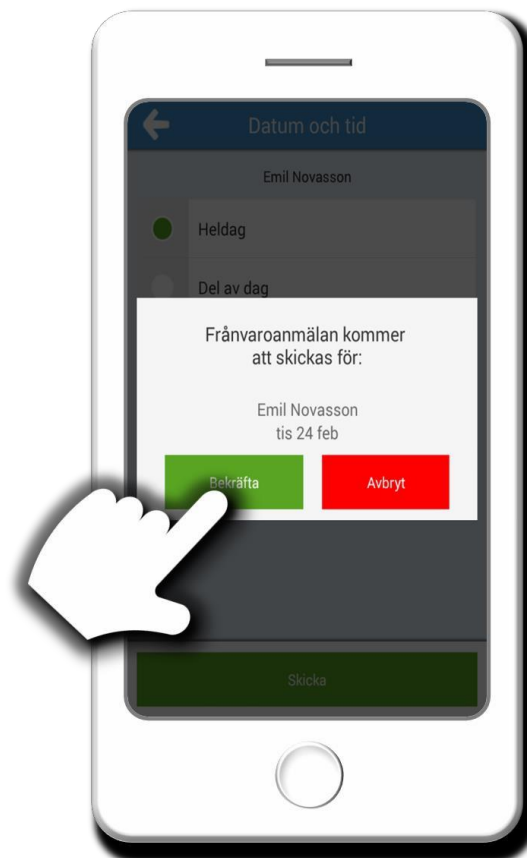 Datum och tid
Emil Novasson
Heldag
Del av dag
Frånvaroanmälan kommer
att skickas för:
Emil Novasson
tis 24 feb
Bekräfta
Avbryt
Skicka